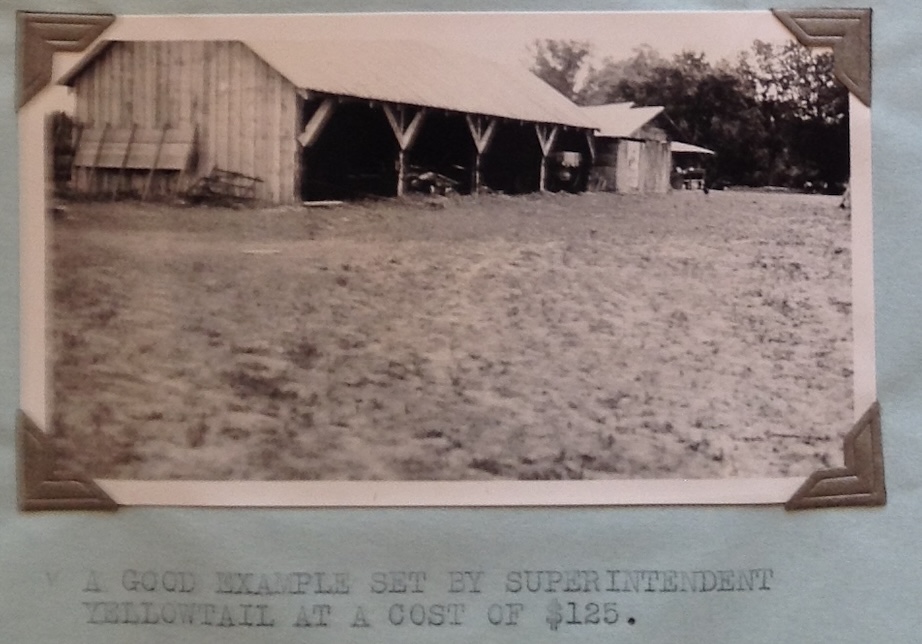 A GOOD EXAMPLE SET BY SUPERINTENDENT
YELLOWTAIL AT A COST OF $125.